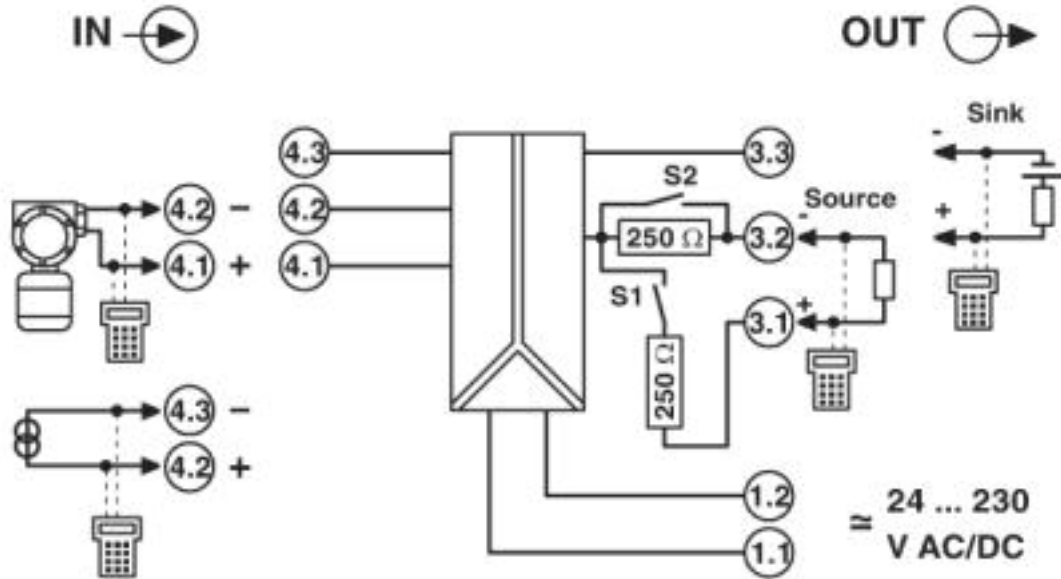 IN
OUT
Sink
-
+
4.3
4.2
4.1
3.3
S2
250 Ω
3.2
Source
-
S1
250 Ω
3.1
+
4.2 -
4.1 +
4.3 -
4.2 +
1.2
1.1
≅ 24 ... 230
V AC/DC